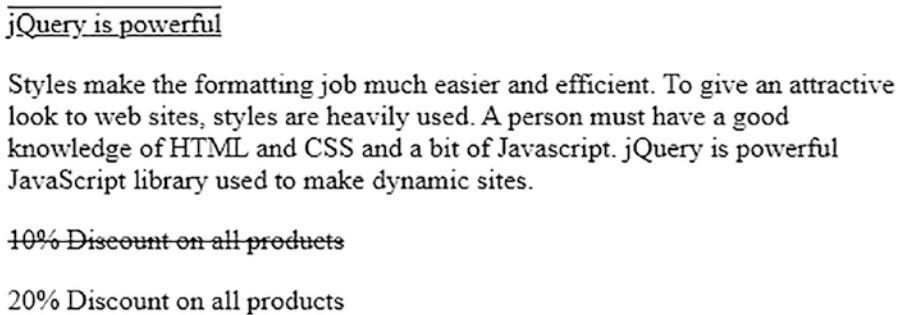 jQuery is powerful
Styles make the formatting job much easier and efficient. To give an attractive
look to web sites, styles are heavily used. A person must have a good
knowledge of HTML and CSS and a bit of Javascript. jQuery is powerful
JavaScript library used to make dynamic sites.
10% Discount on all products
20% Discount on all products